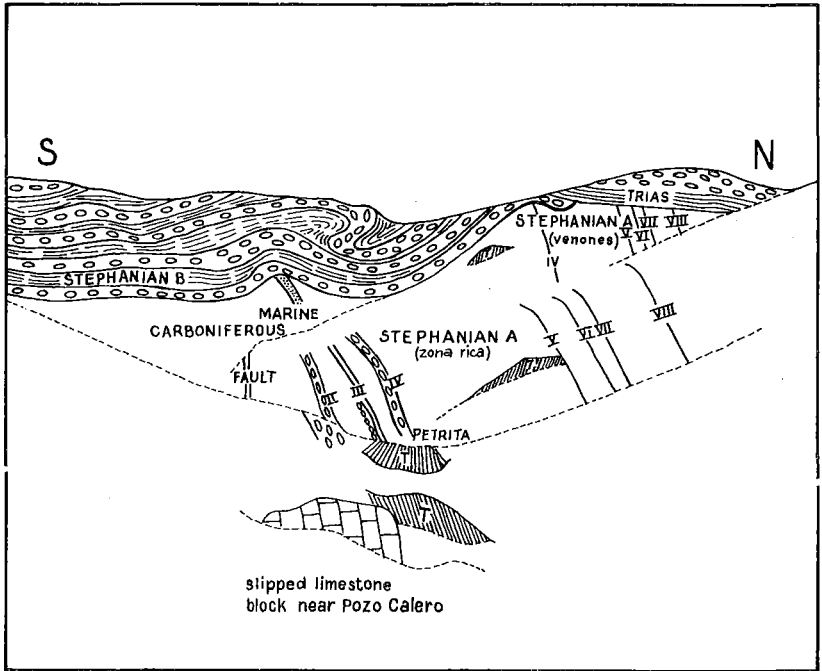 S
N
TRIAS
STEPHANIAN A
(venones)
V VII VIII
VI
IV
STEPHANIAN B
MARINE
CARBONIFEROUS
STEPHANIAN A
(zona rica)
V VI VII VIII
FAULT
II III IV
PETRITA
T
T
slipped limestone
block near Pozo Calero